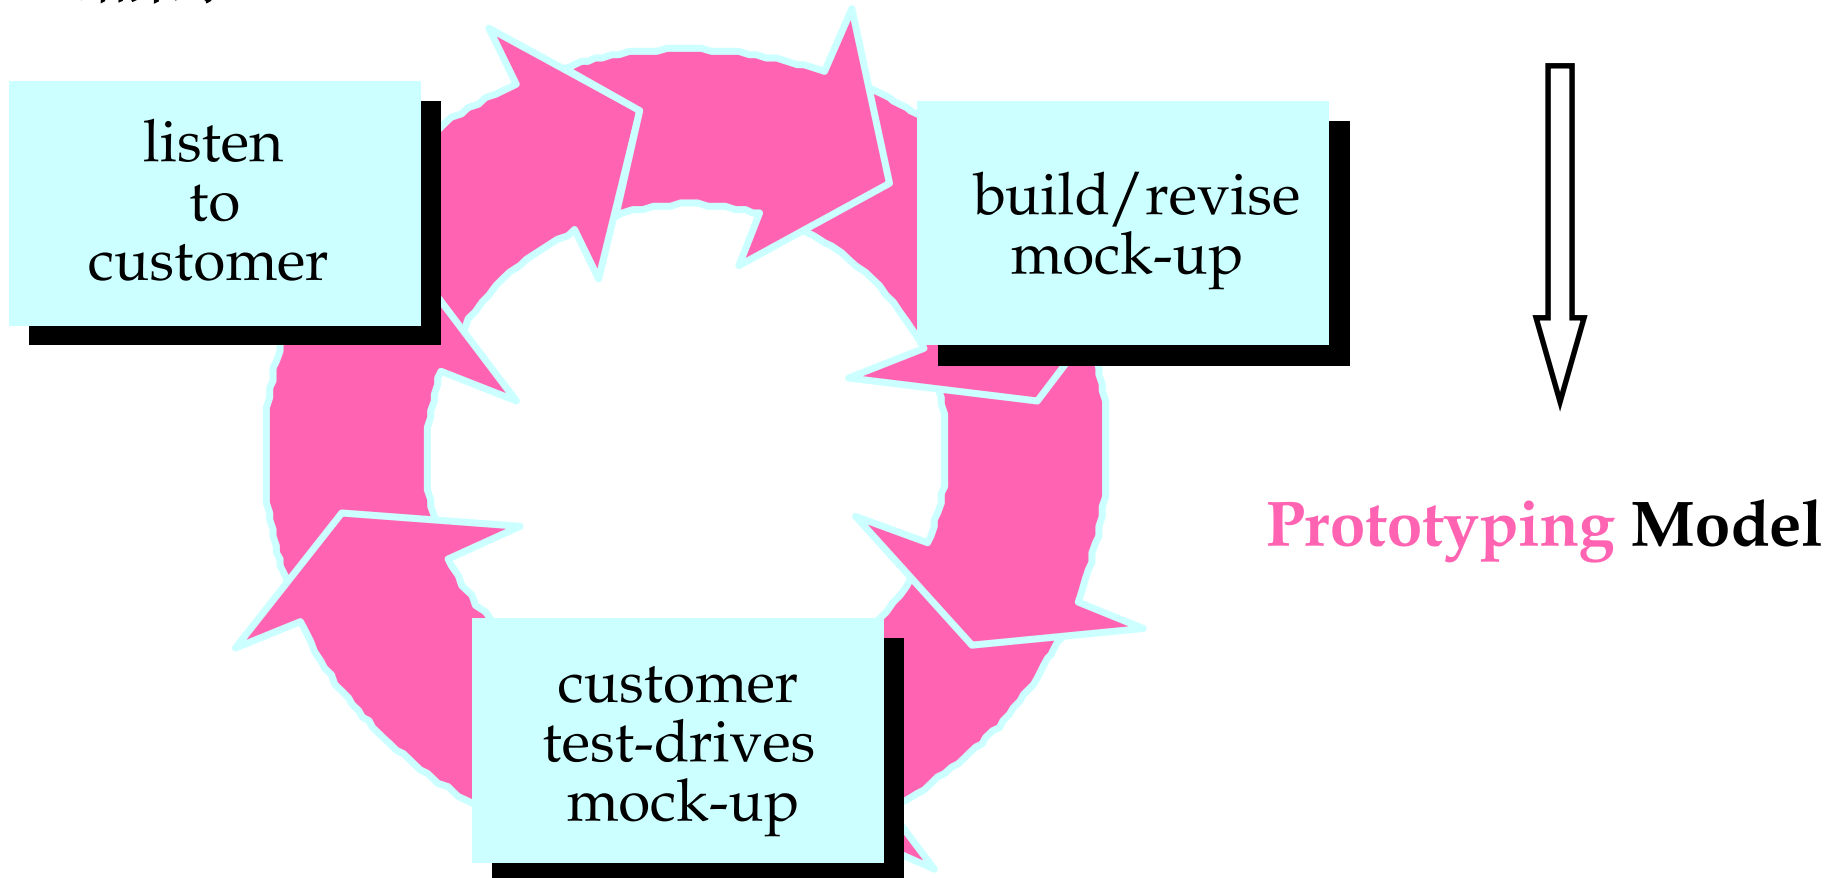 listen
to
customer
build/revise
mock-up
customer
test-drives
mock-up
Prototyping Model